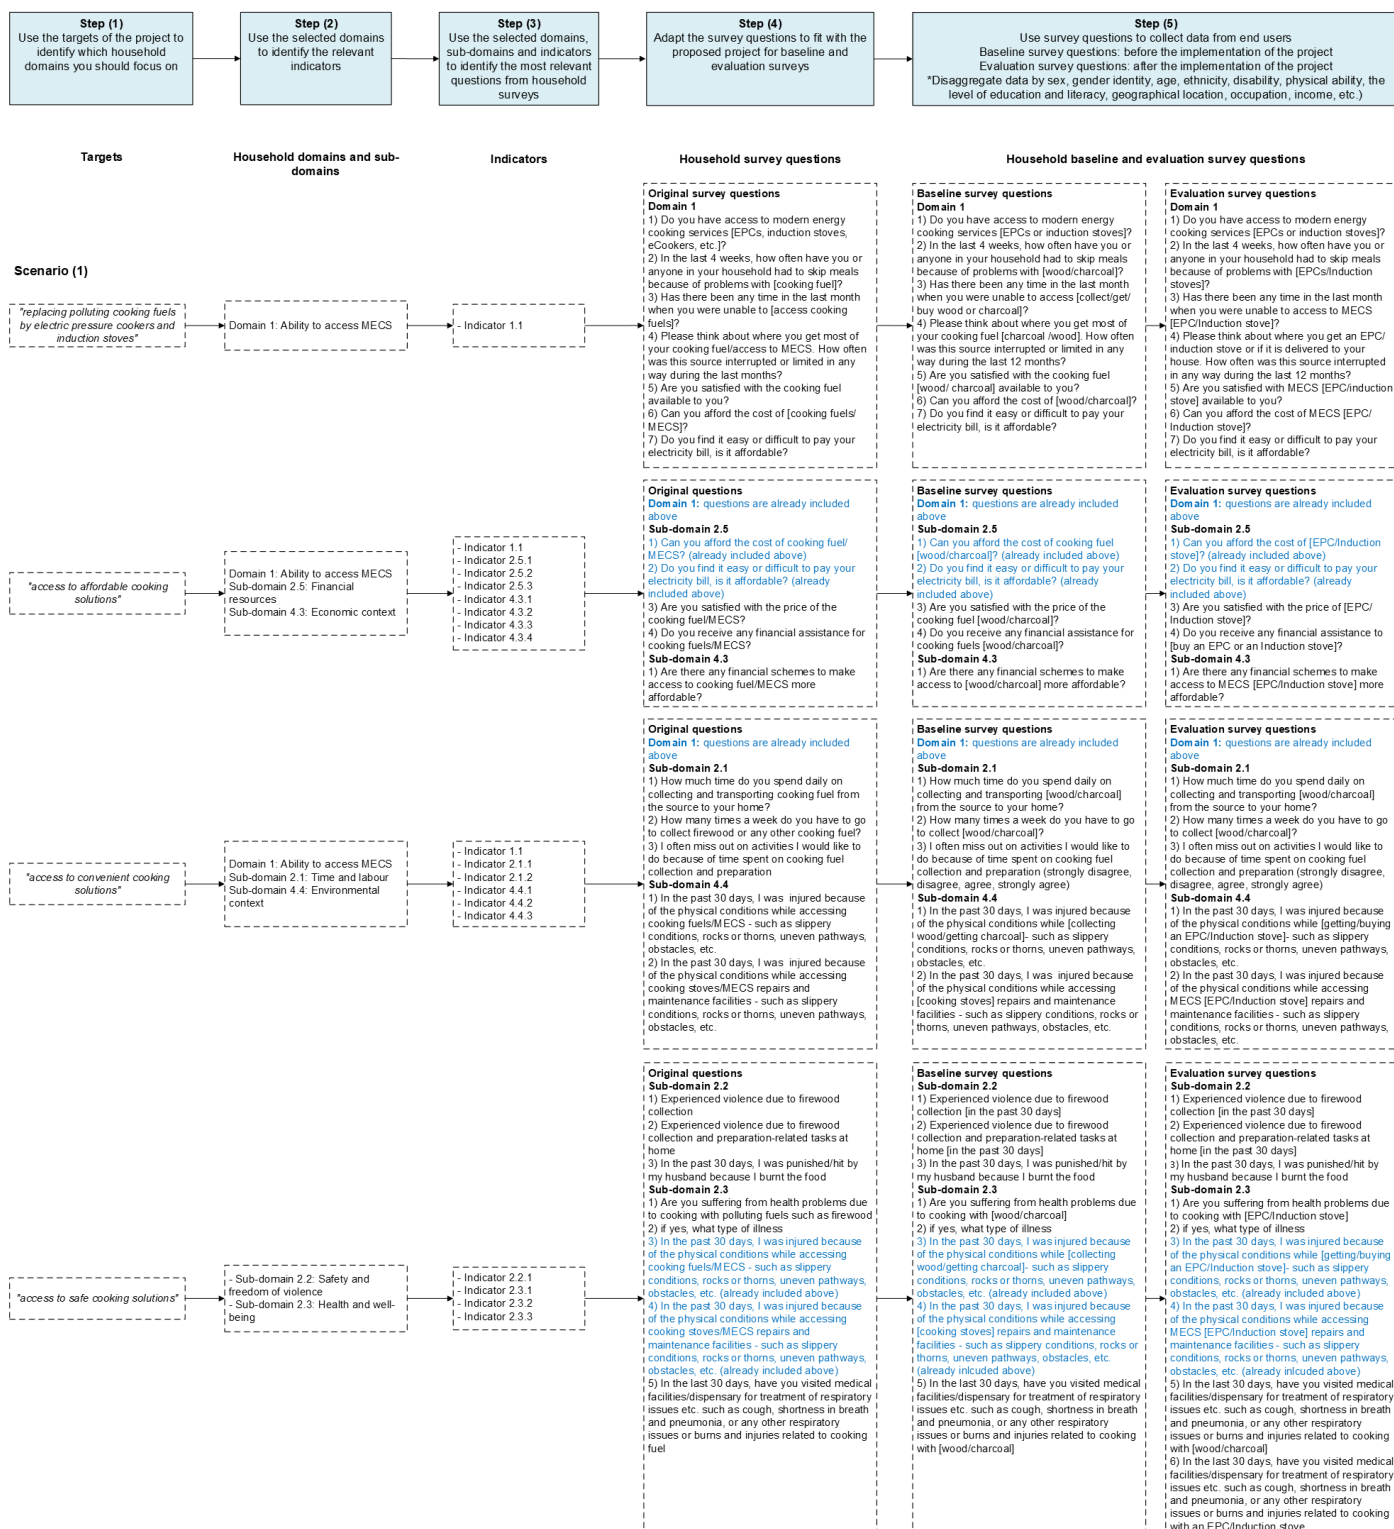 Step (1)
Use the targets of the project to
identify which household
domains you should focus on
Step (2)
Use the selected domains
to identify the relevant
indicators
Step (3)
Use the selected domains,
sub-domains and indicators
to identify the most relevant
questions from household
surveys
Step (4)
Adapt the survey questions to fit with the
proposed project for baseline and
evaluation surveys
Step (5)
Use survey questions to collect data from end users
Baseline survey questions: before the implementation of the project
Evaluation survey questions: after the implementation of the project
*Disaggregate data by sex, gender identity, age, ethnicity, disability, physical ability, the
level of education and literacy, geographical location, occupation, income, etc.)
Targets
Household domains and sub-
domains
Indicators
Household survey questions
Household baseline and evaluation survey questions
Scenario (1)
"replacing polluting cooking fuels
by electric pressure cookers and
induction stoves"
Domain 1: Ability to access MECS
- Indicator 1.1
Original survey questions
Domain 1
1) Do you have access to modern energy
cooking services [EPCs, induction stoves,
eCookers, etc.]?
2) In the last 4 weeks, how often have you or
anyone in your household had to skip meals
because of problems with [cooking fuel]?
3) Has there been any time in the last month
when you were unable to [access cooking
fuels]?
4) Please think about where you get most of
your cooking fuel/access to MECS. How often
was this source interrupted or limited in any
way during the last months?
5) Are you satisfied with the cooking fuel
available to you?
6) Can you afford the cost of [cooking fuels/
MECS]?
7) Do you find it easy or difficult to pay your
electricity bill, is it affordable?
Baseline survey questions
Domain 1
1) Do you have access to modern energy
cooking services [EPCs or induction stoves]?
2) In the last 4 weeks, how often have you or
anyone in your household had to skip meals
because of problems with [wood/charcoal]?
3) Has there been any time in the last month
when you were unable to access [collect/get/
buy wood or charcoal]?
4) Please think about where you get most of
your cooking fuel [charcoal /wood]. How often
was this source interrupted or limited in any
way during the last 12 months?
5) Are you satisfied with the cooking fuel
[wood/ charcoal] available to you?
6) Can you afford the cost of [wood/charcoal]?
7) Do you find it easy or difficult to pay your
electricity bill, is it affordable?
Evaluation survey questions
Domain 1
1) Do you have access to modern energy
cooking services [EPCs or induction stoves]?
2) In the last 4 weeks, how often have you or
anyone in your household had to skip meals
because of problems with [EPCs/Induction
stoves]?
3) Has there been any time in the last month
when you were unable to access to MECS
[EPC/Induction stove]?
4) Please think about where you get an EPC/
induction stove or if it is delivered to your
house. How often was this source interrupted
in any way during the last 12 months?
5) Are you satisfied with MECS [EPC/induction
stove] available to you?
6) Can you afford the cost of MECS [EPC/
Induction stove]?
7) Do you find it easy or difficult to pay your
electricity bill, is it affordable?
"access to affordable cooking
solutions"
Domain 1: Ability to access MECS
Sub-domain 2.5: Financial
resources
Sub-domain 4.3: Economic context
- Indicator 1.1
- Indicator 2.5.1
- Indicator 2.5.2
- Indicator 2.5.3
- Indicator 4.3.1
- Indicator 4.3.2
- Indicator 4.3.3
- Indicator 4.3.4
Original questions
Domain 1: questions are already included
above
Sub-domain 2.5
1) Can you afford the cost of cooking fuel/
MECS? (already included above)
2) Do you find it easy or difficult to pay your
electricity bill, is it affordable? (already
included above)
3) Are you satisfied with the price of the
cooking fuel/MECS?
4) Do you receive any financial assistance for
cooking fuels/MECS?
Sub-domain 4.3
1) Are there any financial schemes to make
access to cooking fuel/MECS more
affordable?
Baseline survey questions
Domain 1: questions are already included
above
Sub-domain 2.5
1) Can you afford the cost of cooking fuel
[wood/charcoal]? (already included above)
2) Do you find it easy or difficult to pay your
electricity bill, is it affordable? (already
included above)
3) Are you satisfied with the price of the
cooking fuel [wood/charcoal]?
4) Do you receive any financial assistance for
cooking fuels [wood/charcoal]?
Sub-domain 4.3
1) Are there any financial schemes to make
access to [wood/charcoal] more affordable?
Evaluation survey questions
Domain 1: questions are already included
above
Sub-domain 2.5
1) Can you afford the cost of [EPC/Induction
stove]? (already included above)
2) Do you find it easy or difficult to pay your
electricity bill, is it affordable? (already
included above)
3) Are you satisfied with the price of [EPC/
Induction stove]?
4) Do you receive any financial assistance to
[buy an EPC or an Induction stove]?
Sub-domain 4.3
1) Are there any financial schemes to make
access to MECS [EPC/Induction stove] more
affordable?
"access to convenient cooking
solutions"
Domain 1: Ability to access MECS
Sub-domain 2.1: Time and labour
Sub-domain 4.4: Environmental
context
- Indicator 1.1
- Indicator 2.1.1
- Indicator 2.1.2
- Indicator 4.4.1
- Indicator 4.4.2
- Indicator 4.4.3
Original questions
Domain 1: questions are already included
above
Sub-domain 2.1
1) How much time do you spend daily on
collecting and transporting cooking fuel from
the source to your home?
2) How many times a week do you have to go
to collect firewood or any other cooking fuel?
3) I often miss out on activities I would like to
do because of time spent on cooking fuel
collection and preparation
Sub-domain 4.4
1) In the past 30 days, I was  injured because
of the physical conditions while accessing
cooking fuels/MECS - such as slippery
conditions, rocks or thorns, uneven pathways,
obstacles, etc.
2) In the past 30 days, I was  injured because
of the physical conditions while accessing
cooking stoves/MECS repairs and
maintenance facilities - such as slippery
conditions, rocks or thorns, uneven pathways,
obstacles, etc.
Baseline survey questions
Domain 1: questions are already included
above
Sub-domain 2.1
1) How much time do you spend daily on
collecting and transporting [wood/charcoal]
from the source to your home?
2) How many times a week do you have to go
to collect [wood/charcoal]?
3) I often miss out on activities I would like to
do because of time spent on cooking fuel
collection and preparation (strongly disagree,
disagree, agree, strongly agree)
Sub-domain 4.4
1) In the past 30 days, I was injured because
of the physical conditions while [collecting
wood/getting charcoal]- such as slippery
conditions, rocks or thorns, uneven pathways,
obstacles, etc.
2) In the past 30 days, I was injured because
of the physical conditions while accessing
[cooking stoves] repairs and maintenance
facilities - such as slippery conditions, rocks or
thorns, uneven pathways, obstacles, etc.
Evaluation survey questions
Domain 1: questions are already included
above
Sub-domain 2.1
1) How much time do you spend daily on
collecting and transporting [wood/charcoal]
from the source to your home?
2) How many times a week do you have to go
to collect [wood/charcoal]?
3) I often miss out on activities I would like to
do because of time spent on cooking fuel
collection and preparation (strongly
disagree, disagree, agree, strongly agree)
Sub-domain 4.4
1) In the past 30 days, I was injured because
of the physical conditions while [getting/buying
an EPC/Induction stove]- such as slippery
conditions, rocks or thorns, uneven pathways,
obstacles, etc.
2) In the past 30 days, I was injured because
of the physical conditions while accessing
MECS [EPC/Induction stove] repairs and
maintenance facilities - such as slippery
conditions, rocks or thorns, uneven pathways,
obstacles, etc.
"access to safe cooking solutions"
- Sub-domain 2.2: Safety and
freedom of violence
- Sub-domain 2.3: Health and well-
being
- Indicator 2.2.1
- Indicator 2.3.1
- Indicator 2.3.2
- Indicator 2.3.3
Original questions
Sub-domain 2.2
1) Experienced violence due to firewood
collection
2) Experienced violence due to firewood
collection and preparation-related tasks at
home
3) In the past 30 days, I was punished/hit by
my husband because I burnt the food
Sub-domain 2.3
1) Are you suffering from health problems due
to cooking with polluting fuels such as firewood
2) if yes, what type of illness
3) In the past 30 days, I was injured because
of the physical conditions while accessing
cooking fuels/MECS - such as slippery
conditions, rocks or thorns, uneven pathways,
obstacles, etc. (already included above)
4) In the past 30 days, I was injured because
of the physical conditions while accessing
cooking stoves/MECS repairs and
maintenance facilities - such as slippery
conditions, rocks or thorns, uneven pathways,
obstacles, etc. (already included above)
5) In the last 30 days, have you visited medical
facilities/dispensary for treatment of respiratory
issues etc. such as cough, shortness in breath
and pneumonia, or any other respiratory
issues or burns and injuries related to cooking
fuel
Baseline survey questions
Sub-domain 2.2
1) Experienced violence due to firewood
collection [in the past 30 days]
2) Experienced violence due to firewood
collection and preparation-related tasks at
home [in the past 30 days]
3) In the past 30 days, I was punished/hit by
my husband because I burnt the food
Sub-domain 2.3
1) Are you suffering from health problems due
to cooking with [wood/charcoal]
2) if yes, what type of illness
3) In the past 30 days, I was injured because
of the physical conditions while [collecting
wood/getting charcoal]- such as slippery
conditions, rocks or thorns, uneven pathways,
obstacles, etc. (already included above)
4) In the past 30 days, I was injured because
of the physical conditions while accessing
[cooking stoves] repairs and maintenance
facilities - such as slippery conditions, rocks or
thorns, uneven pathways, obstacles, etc.
(already inlcuded above)
5) In the last 30 days, have you visited medical
facilities/dispensary for treatment of respiratory
issues etc. such as cough, shortness in breath
and pneumonia, or any other respiratory
issues or burns and injuries related to cooking
with [wood/charcoal]
Evaluation survey questions
Sub-domain 2.2
1) Experienced violence due to firewood
collection [in the past 30 days]
2) Experienced violence due to firewood
collection and preparation-related tasks at
home [in the past 30 days]
3) In the past 30 days, I was punished/hit by
my husband because I burnt the food
Sub-domain 2.3
1) Are you suffering from health problems due
to cooking with [EPC/Induction stove]
2) if yes, what type of illness
3) In the past 30 days, I was injured because
of the physical conditions while [getting/buying
an EPC/Induction stove]- such as slippery
conditions, rocks or thorns, uneven pathways,
obstacles, etc. (already included above)
4) In the past 30 days, I was injured because
of the physical conditions while accessing
MECS [EPC/Induction stove] repairs and
maintenance facilities - such as slippery
conditions, rocks or thorns, uneven pathways,
obstacles, etc. (already included above)
5) In the last 30 days, have you visited medical
facilities/dispensary for treatment of respiratory
issues etc. such as cough, shortness in breath
and pneumonia, or any other respiratory
issues or burns and injuries related to cooking
with [wood/charcoal]
6) In the last 30 days, have you visited medical
facilities/dispensary for treatment of respiratory
issues etc. such as cough, shortness in breath
and pneumonia, or any other respiratory
issues or burns and injuries related to cooking
with an EPC/Induction stove